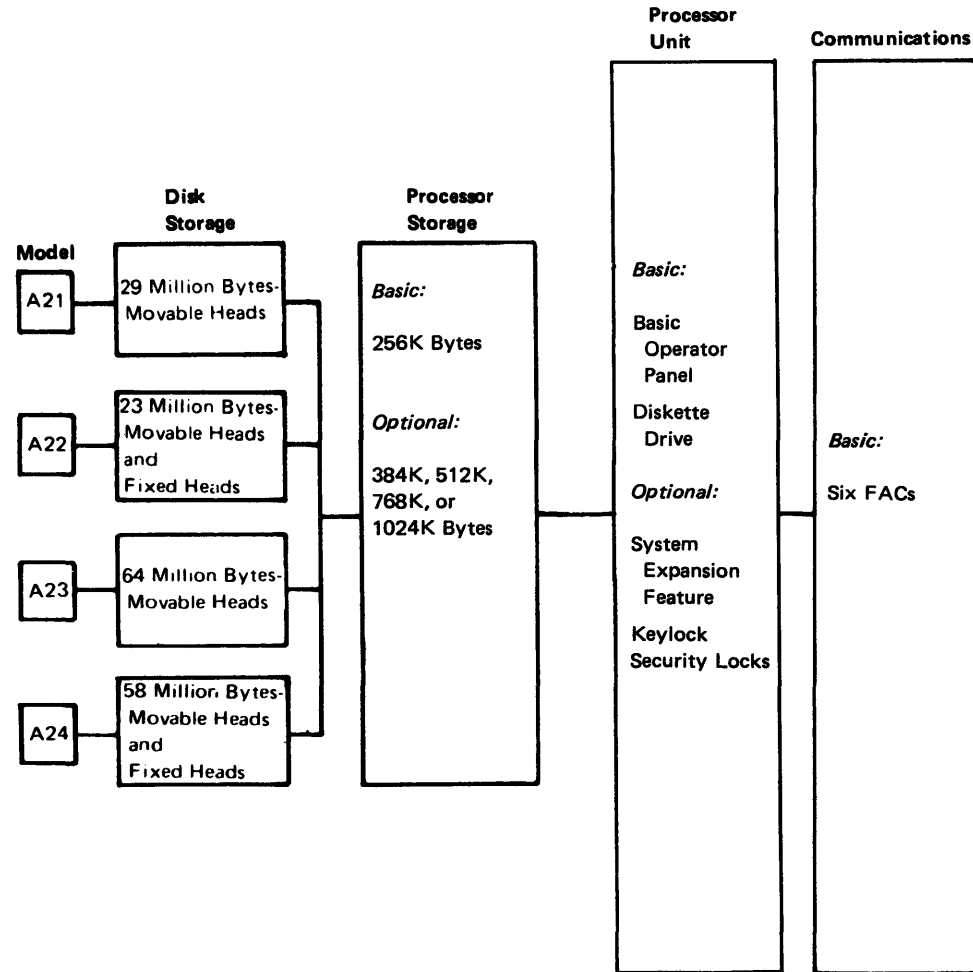 Processor
Unit
Communications
Disk
Storage
Processor
Storage
Model
A21
29 Million Bytes-
Movable Heads
A22
23 Million Bytes-
Movable Heads
and
Fixed Heads
A23
64 Million Bytes-
Movable Heads
A24
58 Million Bytes-
Movable Heads
and
Fixed Heads
Basic:
256K Bytes
Optional:
384K, 512K,
768K, or
1024K Bytes
Basic:
Basic
Operator
Panel
Diskette
Drive
Optional:
System
Expansion
Feature
Keylock
Security Locks
Basic:
Six FACs